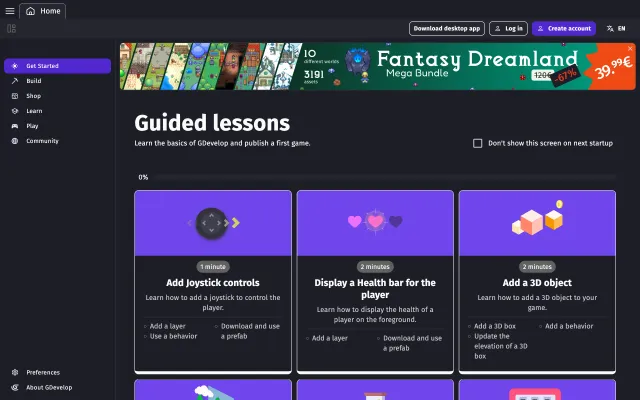 Home
Download desktop app
Log in
Create account
EN
Get Started
Build
Shop
Learn
Play
Community
10
different worlds
3191
assets
Fantasy Dreamland
Mega Bundle
120€
-67%
39.99€
Guided lessons
Learn the basics of GDevelop and publish a first game.
Don't show this screen on next startup
0%
1 minute
Add Joystick controls
Learn how to add a joystick to control the
player.
Add a layer
Download and use
a prefab
Use a behavior
2 minutes
Display a Health bar for the
player
Learn how to display the health of
a player on the foreground.
Add a layer
Download and use
a prefab
2 minutes
Add a 3D object
Learn how to add a 3D object to your
game.
Add a 3D box
Add a behavior
Update the
elevation of a 3D
box
Preferences
About GDevelop